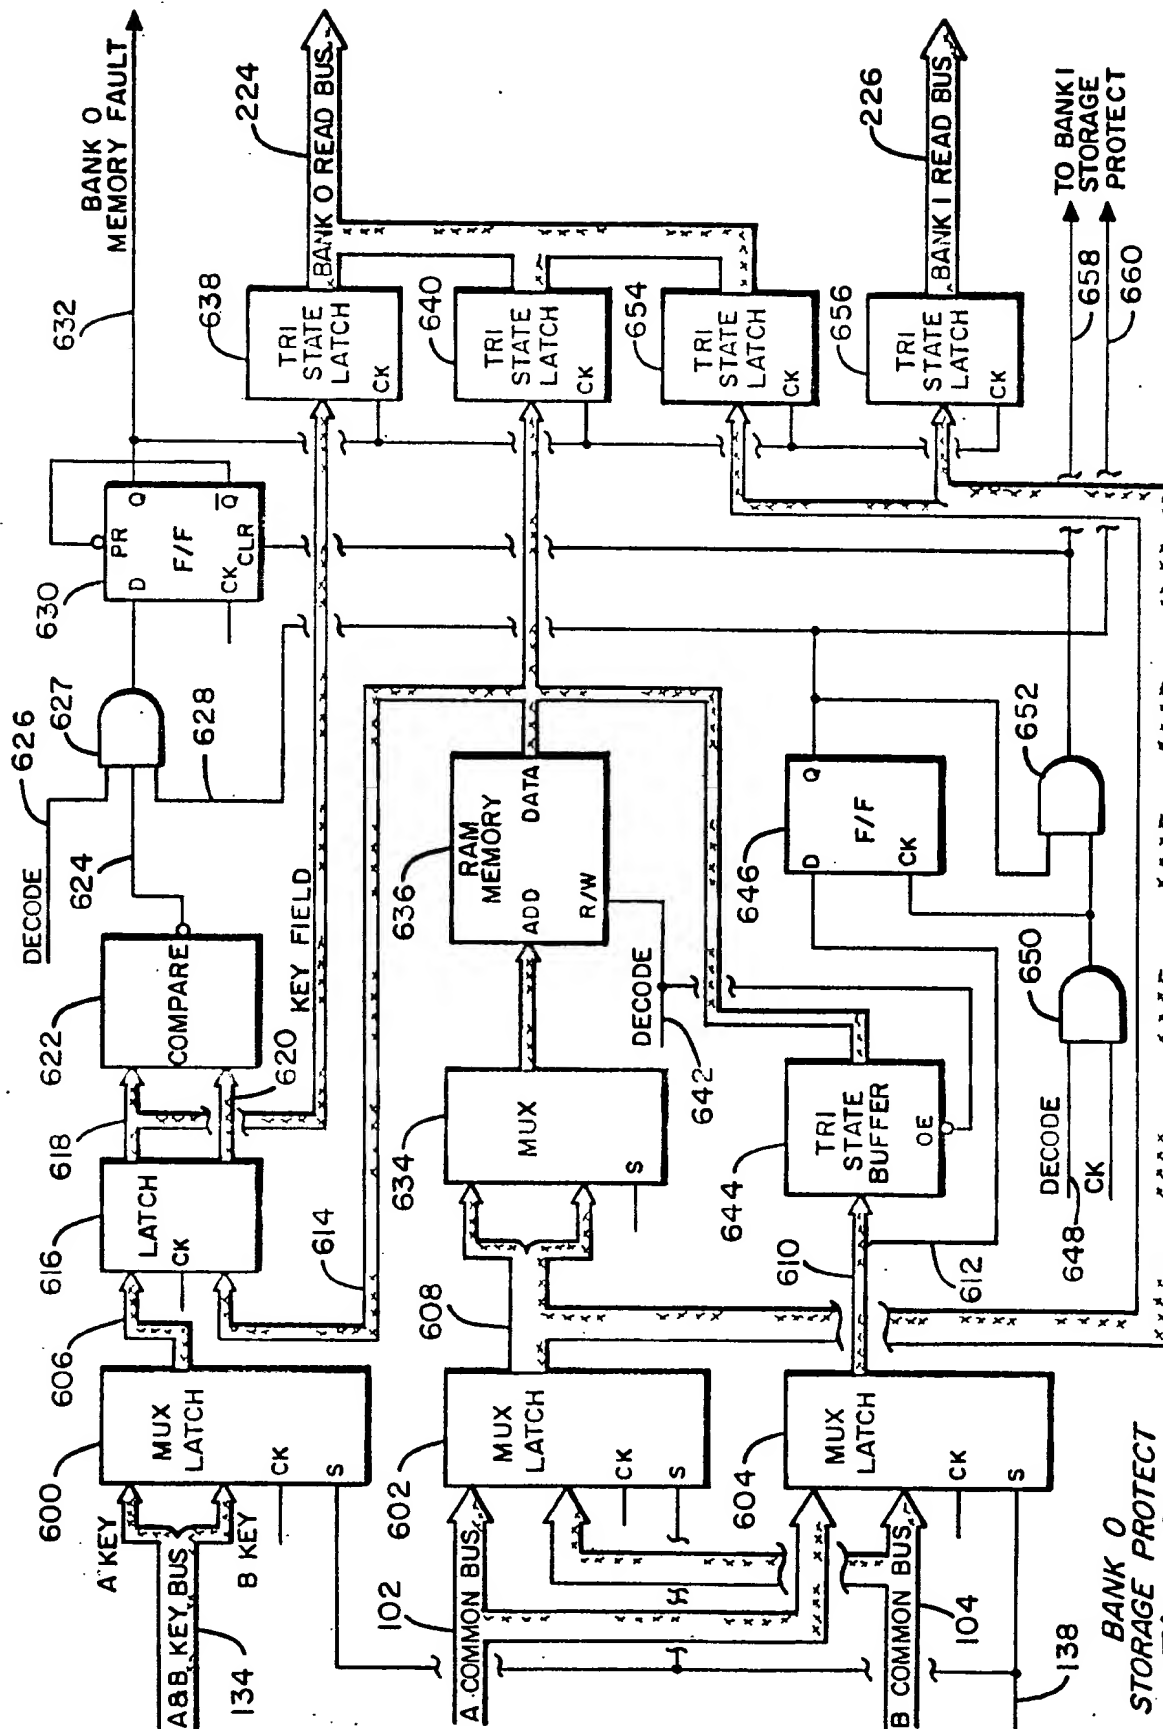 BANK O
MEMORY FAULT
632
224
BANK O READ BUS
638
TRI
STATE
LATCH
CK
640
TRI
STATE
LATCH
CK
654
TRI
STATE
LATCH
CK
656
TRI
STATE
LATCH
CK
226
BANK I READ BUS
TO BANK I
STORAGE
PROTECT
658
660
630
PR
D
Q
Q
F/F
CK
CLR
627
626
DECODE
628
624
622
COMPARE
618
620
KEY FIELD
616
LATCH
CK
606
614
636
RAM
MEMORY
ADD
DATA
R/W
DECODE
642
634
MUX
S
608
646
D
Q
F/F
CK
652
650
DECODE
CK
648
644
TRI
STATE
BUFFER
OE
610
612
600
MUX
LATCH
CK
S
A KEY
B KEY
A&B KEY BUS
134
602
MUX
LATCH
CK
S
102
A COMMON BUS
604
MUX
LATCH
CK
S
B COMMON BUS
104
138
BANK O
STORAGE PROTECT